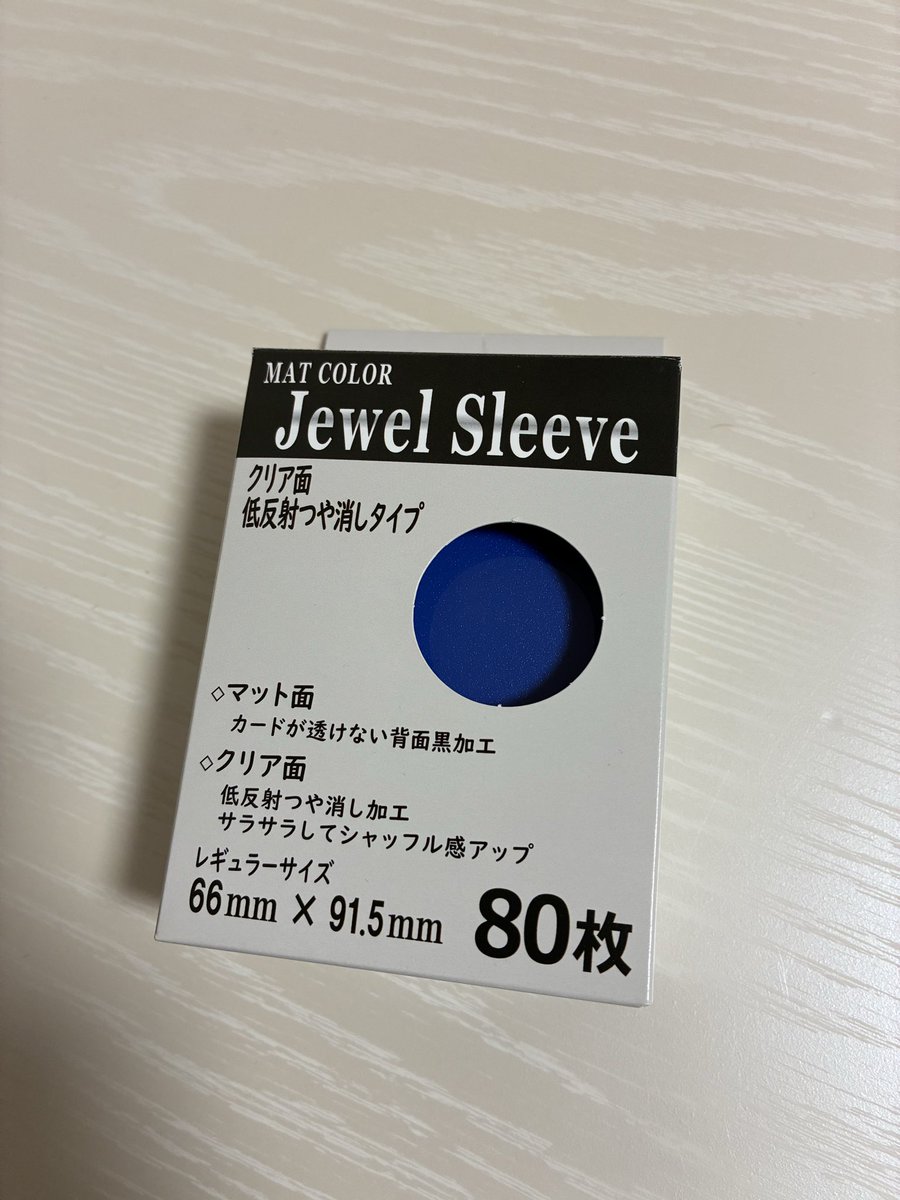 MAT COLOR
Jewel Sleeve
クリア面
低反射つや消しタイプ
◇マット面
カードが透けない背面黒加工
◇クリア面
低反射つや消し加工
サラサラしてシャッフル感アップ
レギュラーサイズ
66mm × 91.5mm 80枚